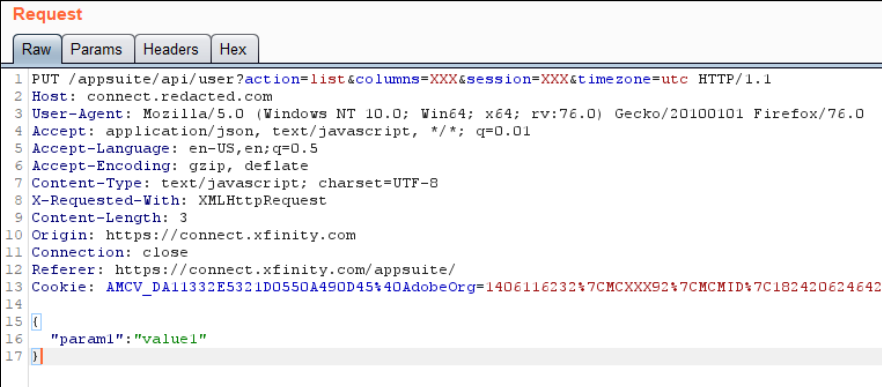 Request
Raw Params Headers Hex
1 PUT /appsuite/api/user?action=list&columns=XXX&session=XXX&timezone=utc HTTP/1.1
2 Host: connect.redacted.com
3 User-Agent: Mozilla/5.0 (Windows NT 10.0; Win64; x64; rv:76.0) Gecko/20100101 Firefox/76.0
4 Accept: application/json, text/javascript, */*; q=0.01
5 Accept-Language: en-US,en;q=0.5
6 Accept-Encoding: gzip, deflate
7 Content-Type: text/javascript; charset=UTF-8
8 X-Requested-With: XMLHttpRequest
9 Content-Length: 3
10 Origin: https://connect.xfinity.com
11 Connection: close
12 Referer: https://connect.xfinity.com/appsuite/
13 Cookie: AMCV_DA11332E5321D0550A490D45%40AdobeOrg=1406116232%7CMCXXX92%7CMCMID%7C182420624642
14
15 {
16 "param1":"value1"
17 }